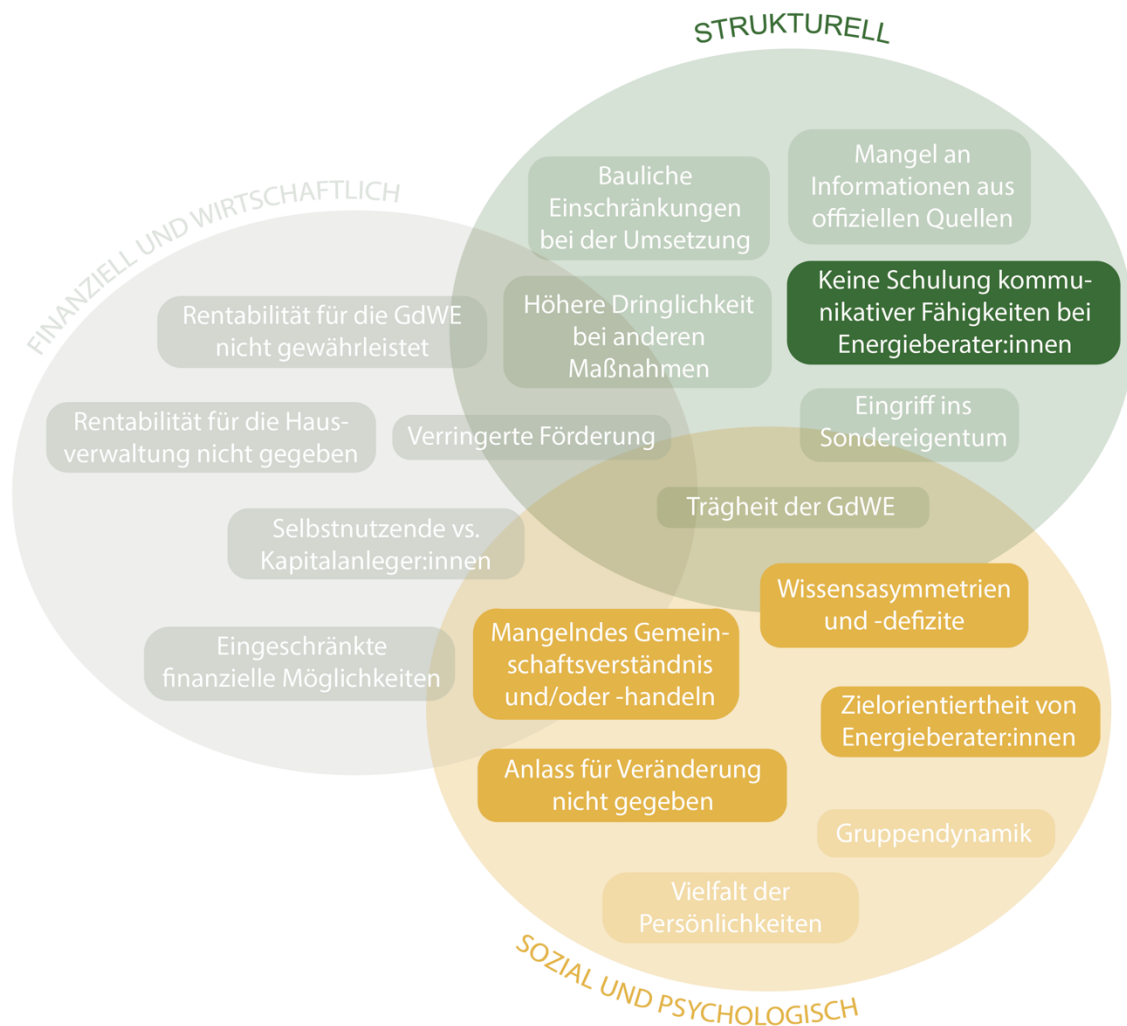 STRUKTURELL
Bauliche
Einschränkungen
bei der Umsetzung
Mangel an
Informationen aus
offiziellen Quellen
FINANZIELL UND WIRTSCHAFTLICH
Keine Schulung kommu-
nikativer Fähigkeiten bei
Energieberater:innen
Höhere Dringlichkeit
bei anderen
Maßnahmen
Rentabilität für die GdWE
nicht gewährleistet
Eingriff ins
Sondereigentum
Rentabilität für die Haus-
verwaltung nicht gegeben
Verringerte Förderung
Trägheit der GdWE
Selbstnutzende vs.
Kapitalanleger:innen
Wissensasymmetrien
und -defizite
Mangelndes Gemein-
schaftsverständnis
und/oder -handeln
Eingeschränkte
finanzielle Möglichkeiten
Zielorientiertheit von
Energieberater:innen
Anlass für Veränderung
nicht gegeben
Gruppendynamik
Vielfalt der
Persönlichkeiten
SOZIAL UND PSYCHOLOGISCH